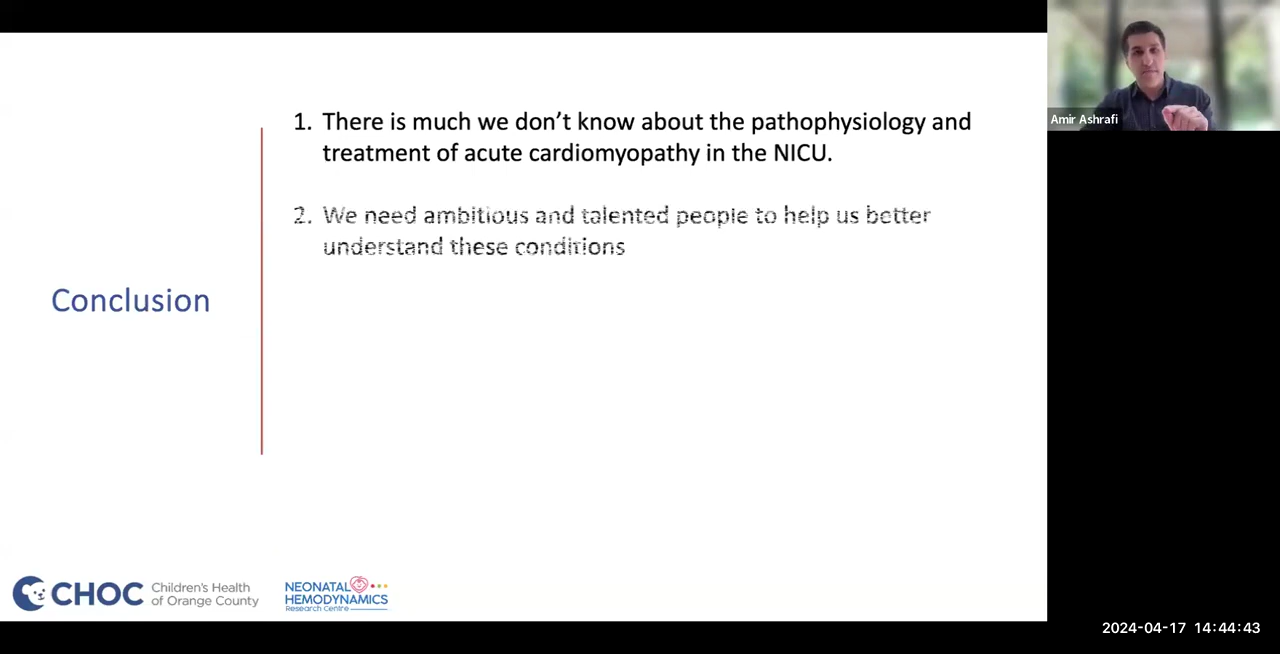 1. There is much we don’t know about the pathophysiology and
treatment of acute cardiomyopathy in the NICU.
2. We need ambitious and talented people to help us better
understand these conditions
Conclusion
CHOC
Children's Health
of Orange County
NEONATAL
HEMODYNAMICS
Research Centre
Amir Ashrafi
2024-04-17 14:44:43